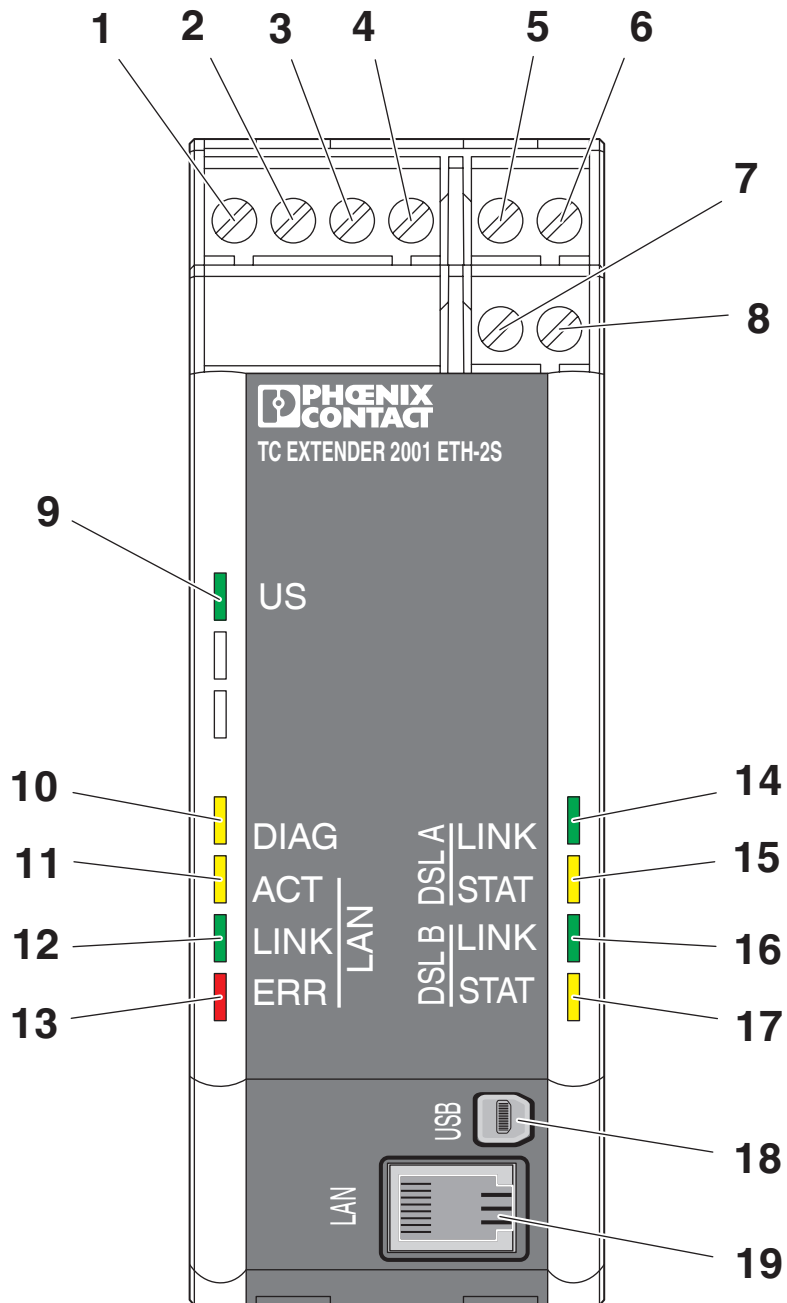 1 2 3 4 5 6
7
8
PHŒNIX
CONTACT
TC EXTENDER 2001 ETH-2S
9
US
10
DIAG
11
ACT
12
LINK
13
ERR
LAN
DSL A
LINK
14
STAT
15
DSL B
LINK
16
STAT
17
USB
18
LAN
19